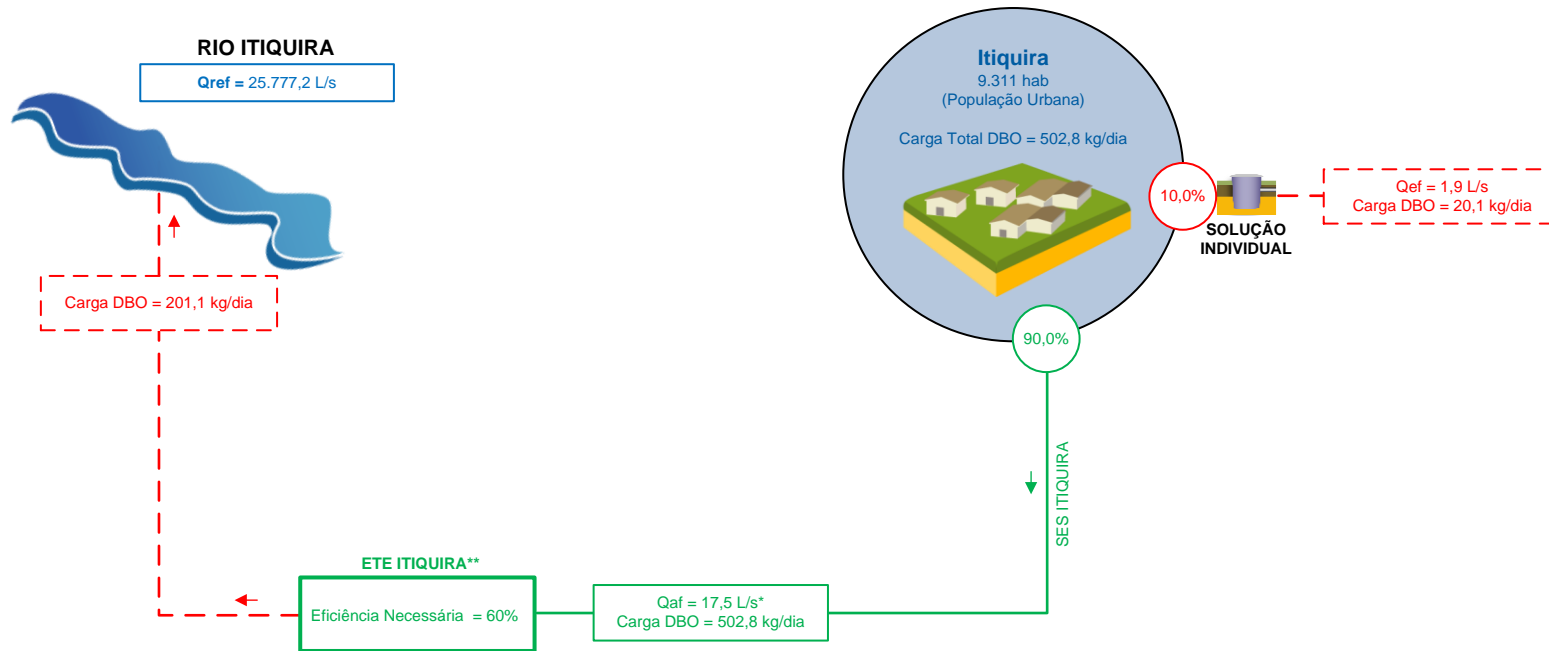 RIO ITIQUIRA
Qref = 25.777,2 L/s
Itiquira
9.311 hab
(População Urbana)
Carga Total DBO = 502,8 kg/dia
10,0%
SOLUÇÃO
INDIVIDUAL
Qef = 1,9 L/s
Carga DBO = 20,1 kg/dia
Carga DBO = 201,1 kg/dia
90,0%
SES ITIQUIRA
ETE ITIQUIRA**
Eficiência Necessária = 60%
Qaf = 17,5 L/s*
Carga DBO = 502,8 kg/dia